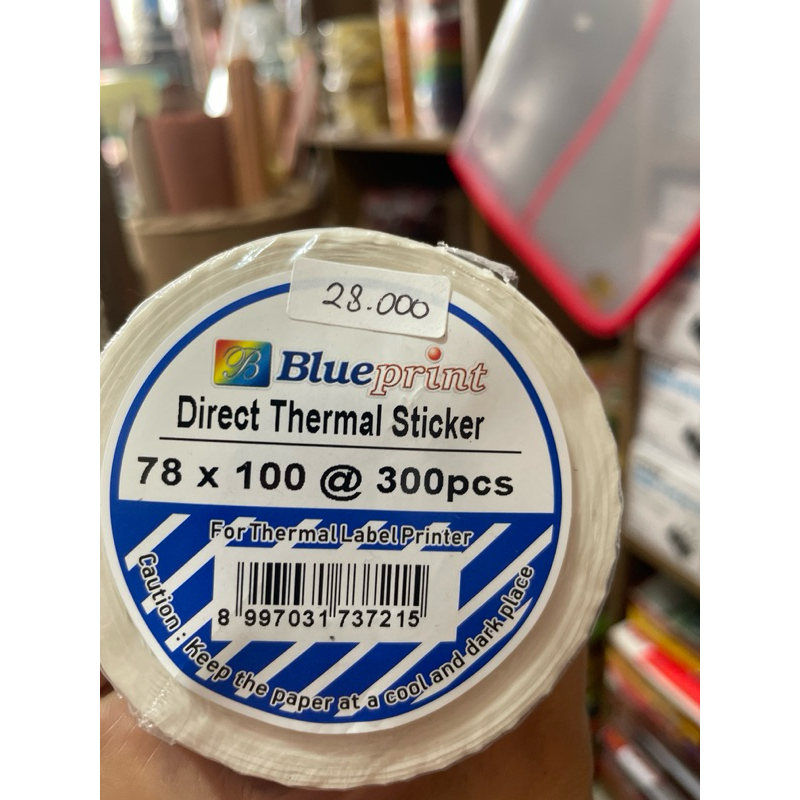 28.000
B Blueprint
Direct Thermal Sticker
78 x 100 @ 300pcs
For Thermal Label Printer
8 997031 737215
Caution : Keep the paper at a cool and dark place